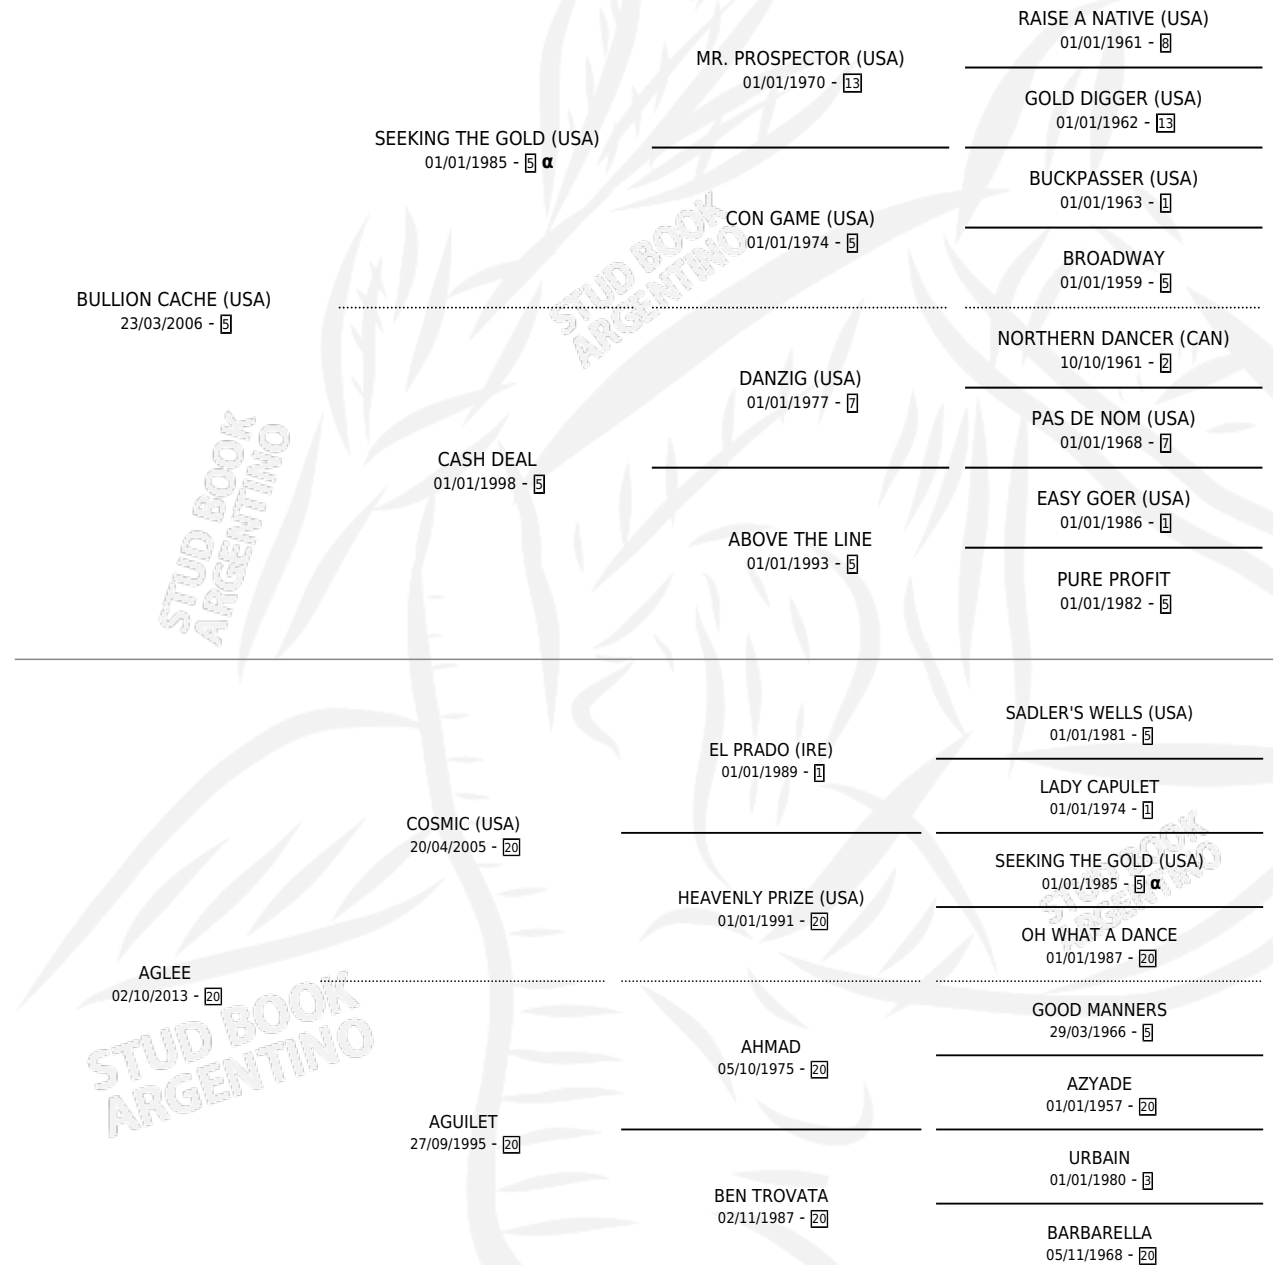 RAISE A NATIVE (USA)
01/01/1961 - 8
MR. PROSPECTOR (USA)
01/01/1970 - 13
GOLD DIGGER (USA)
01/01/1962 - 13
SEEKING THE GOLD (USA)
01/01/1985 - 5 α
BUCKPASSER (USA)
01/01/1963 - 1
CON GAME (USA)
01/01/1974 - 5
BROADWAY
01/01/1959 - 5
BULLION CACHE (USA)
23/03/2006 - 5
NORTHERN DANCER (CAN)
10/10/1961 - 2
DANZIG (USA)
01/01/1977 - 7
PAS DE NOM (USA)
01/01/1968 - 7
CASH DEAL
01/01/1998 - 5
EASY GOER (USA)
01/01/1986 - 1
ABOVE THE LINE
01/01/1993 - 5
PURE PROFIT
01/01/1982 - 5
SADLER'S WELLS (USA)
01/01/1981 - 5
EL PRADO (IRE)
01/01/1989 - 1
LADY CAPULET
01/01/1974 - 1
COSMIC (USA)
20/04/2005 - 20
SEEKING THE GOLD (USA)
01/01/1985 - 5 α
HEAVENLY PRIZE (USA)
01/01/1991 - 20
OH WHAT A DANCE
01/01/1987 - 20
AGLEE
02/10/2013 - 20
GOOD MANNERS
29/03/1966 - 5
AHMAD
05/10/1975 - 20
AZYADE
01/01/1957 - 20
AGUILET
27/09/1995 - 20
URBAIN
01/01/1980 - 3
BEN TROVATA
02/11/1987 - 20
BARBARELLA
05/11/1968 - 20
STUD BOOK
ARGENTINO
STUD BOOK
ARGENTINO
STUD BOOK
ARGENTINO
STUD BOOK
ARGENTINO